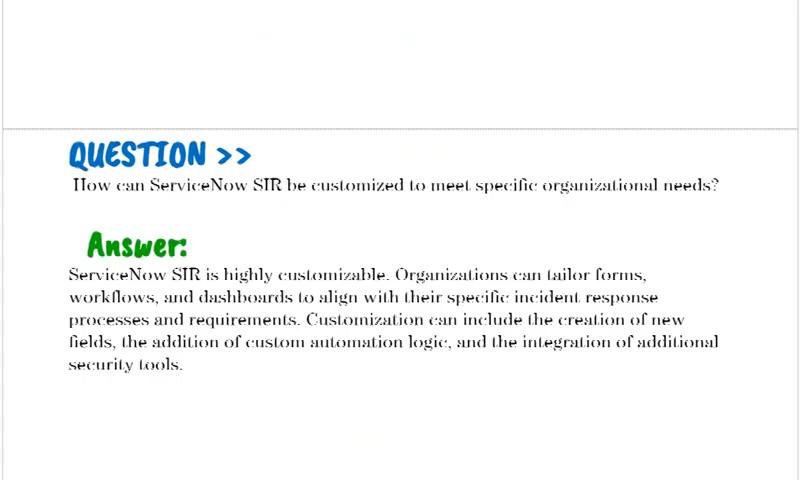 QUESTION >>
How can ServiceNow SIR be customized to meet specific organizational needs?
Answer:
ServiceNow SIR is highly customizable. Organizations can tailor forms,
workflows, and dashboards to align with their specific incident response
processes and requirements. Customization can include the creation of new
fields, the addition of custom automation logic, and the integration of additional
security tools.